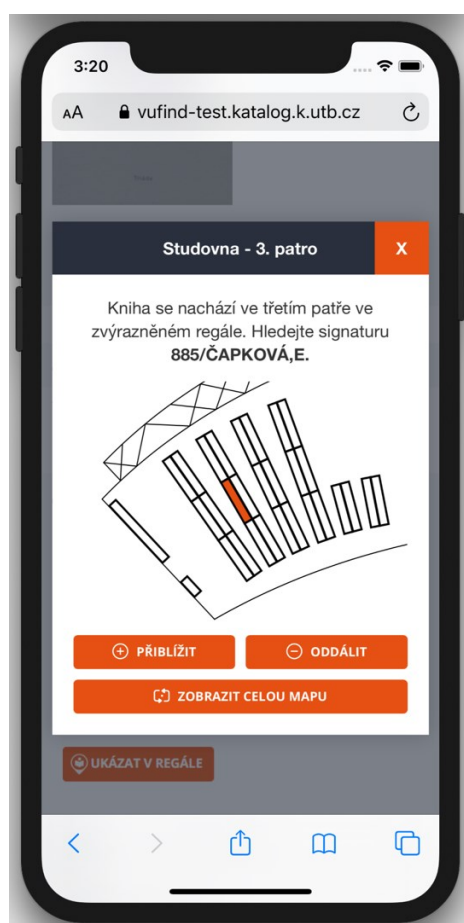 3:20
AA vufind-test.katalog.k.utb.cz
Studovna - 3. patro X
Kniha se nachází ve třetím patře ve
zvýrazněném regále. Hledejte signaturu
885/ČAPKOVÁ,E.
PŘIBLÍŽIT
ODDÁLIT
ZOBRAZIT CELOU MAPU
UKÁZAT V REGÁLE